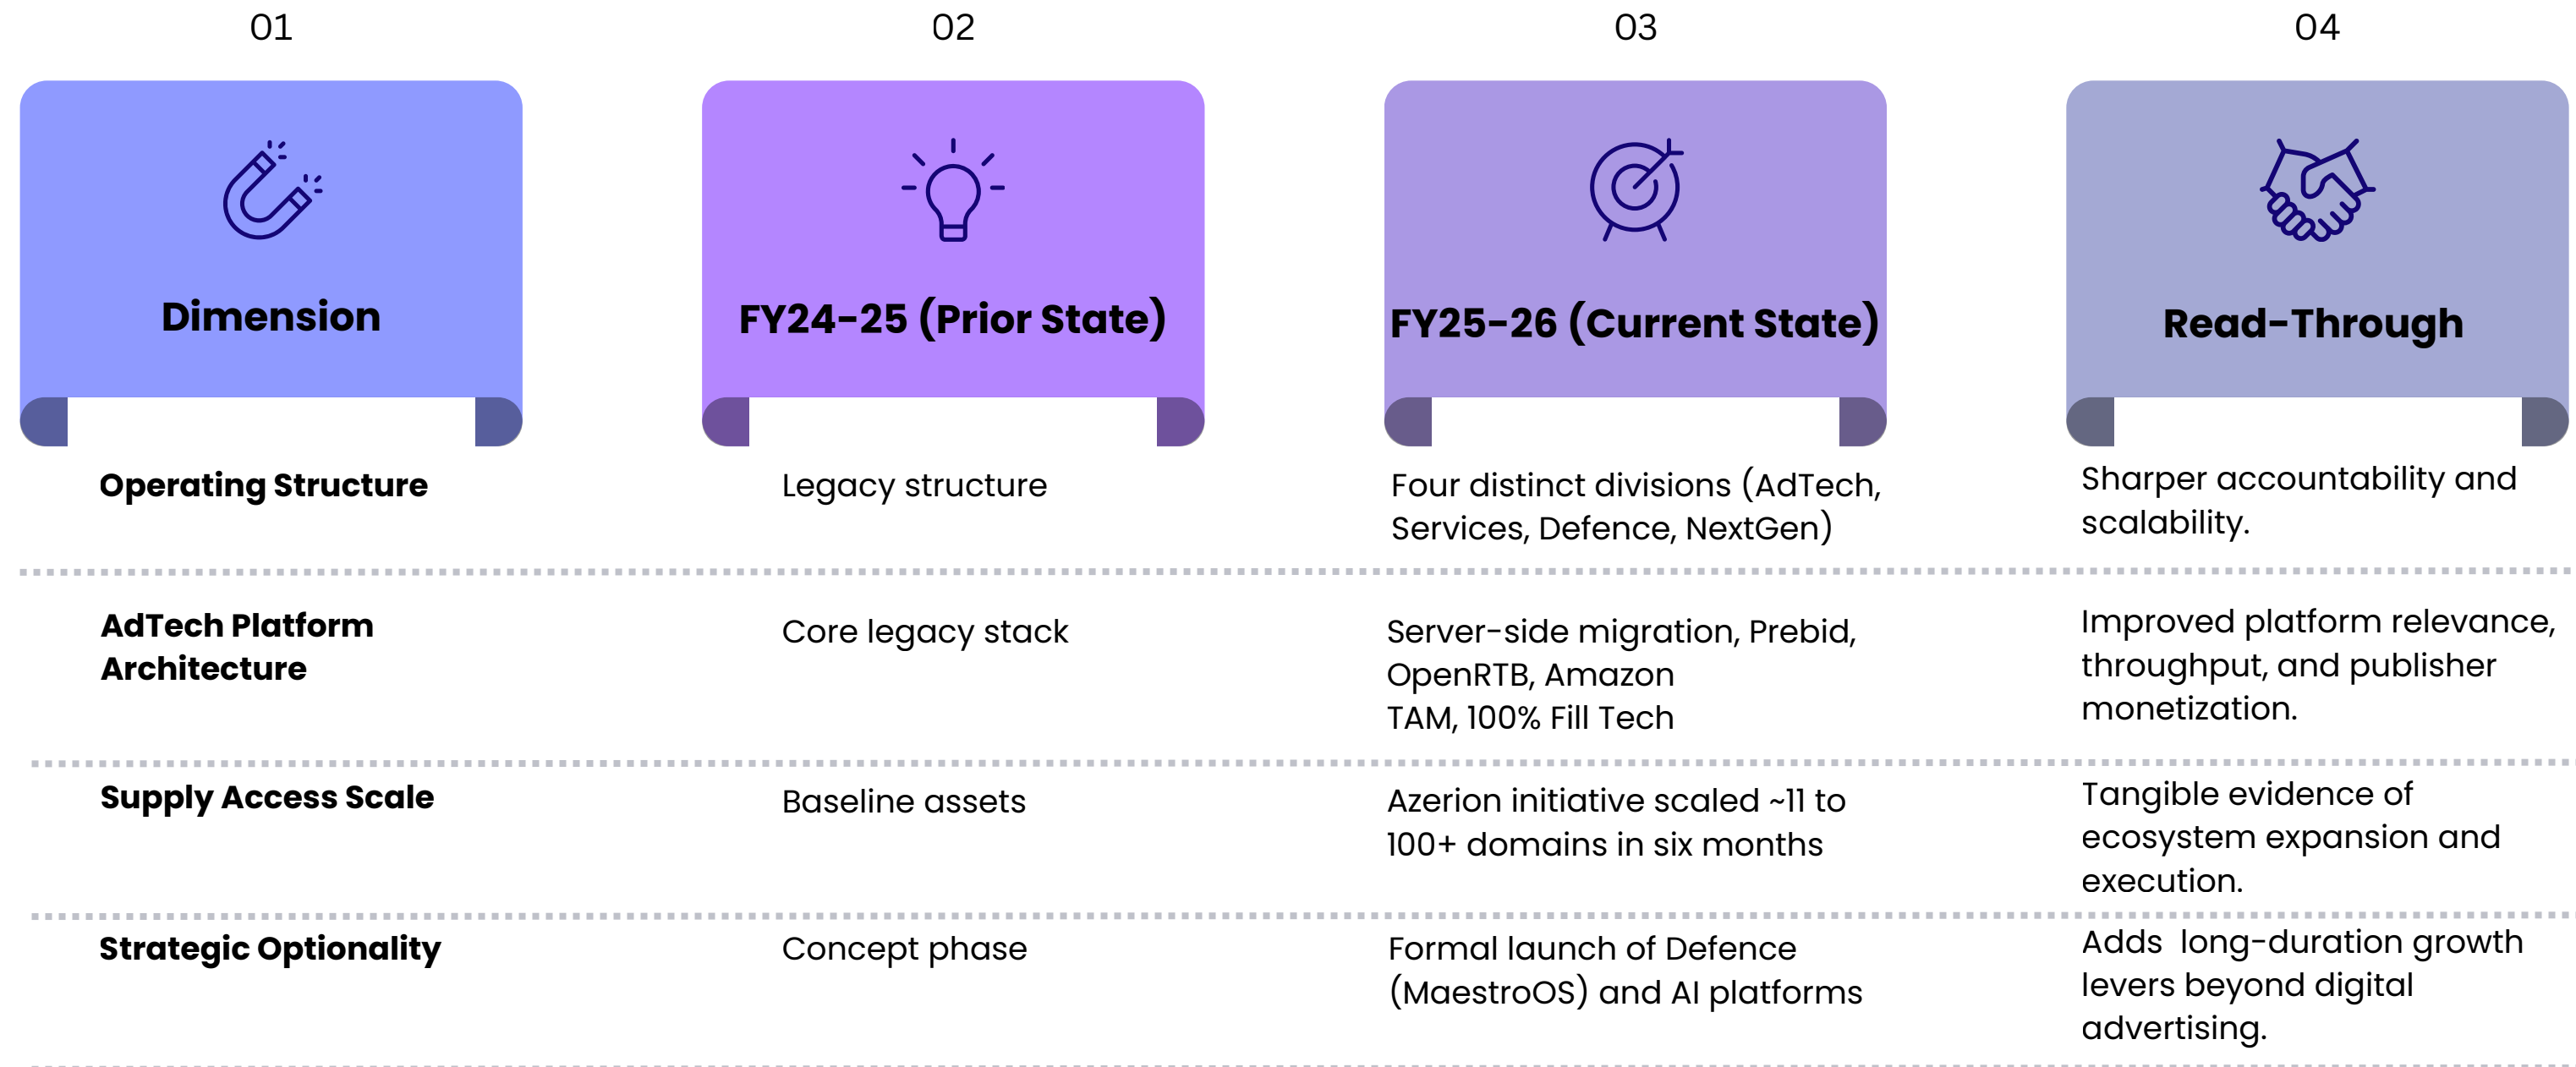 01
02
03
04
Dimension
FY24-25 (Prior State)
FY25-26 (Current State)
Read-Through
Operating Structure
Legacy structure
Four distinct divisions (AdTech,
Services, Defence, NextGen)
Sharper accountability and
scalability.
AdTech Platform
Architecture
Core legacy stack
Server-side migration, Prebid,
OpenRTB, Amazon
TAM, 100% Fill Tech
Improved platform relevance,
throughput, and publisher
monetization.
Supply Access Scale
Baseline assets
Azerion initiative scaled ~11 to
100+ domains in six months
Tangible evidence of
ecosystem expansion and
execution.
Strategic Optionality
Concept phase
Formal launch of Defence
(MaestroOS) and AI platforms
Adds  long-duration growth
levers beyond digital
advertising.